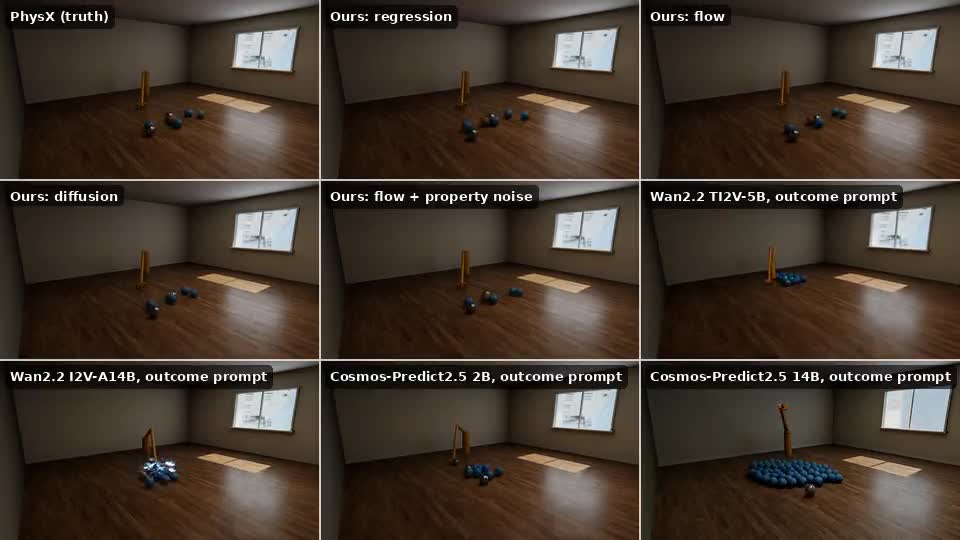 PhysX (truth)
Ours: regression
Ours: flow
Ours: diffusion
Ours: flow + property noise
Wan2.2 TI2V-5B, outcome prompt
Wan2.2 I2V-A14B, outcome prompt
Cosmos-Predict2.5 2B, outcome prompt
Cosmos-Predict2.5 14B, outcome prompt